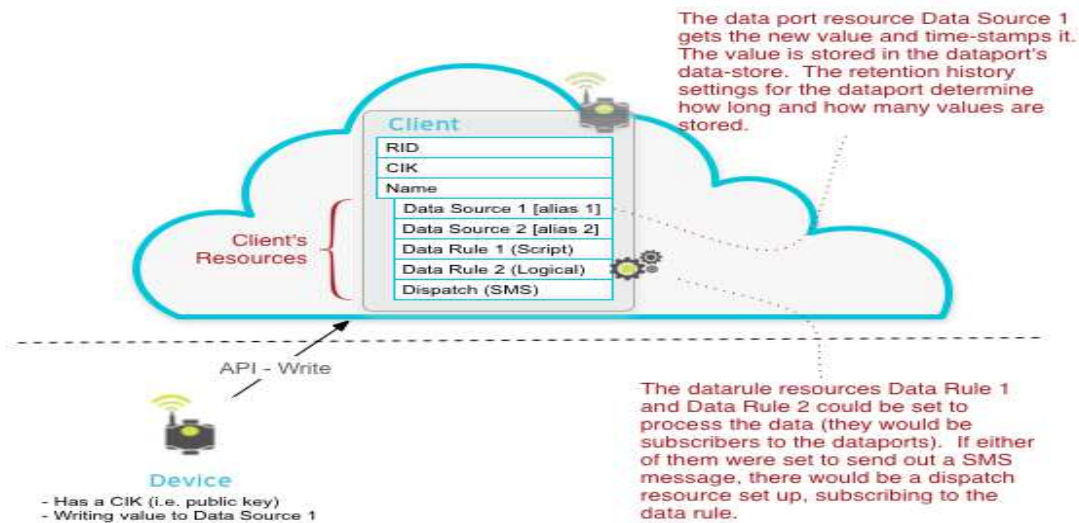 The data port resource Data Source 1
gets the new value and time-stamps it.
The value is stored in the dataport's
data-store. The retention history
settings for the dataport determine
how long and how many values are
stored.
Client
RID
CIK
Name
Data Source 1 [alias 1]
Data Source 2 [alias 2]
Data Rule 1 (Script)
Data Rule 2 (Logical)
Dispatch (SMS)
Client's
Resources
API - Write
Device
- Has a CIK (i.e. public key)
- Writing value to Data Source 1
The datarule resources Data Rule 1
and Data Rule 2 could be set to
process the data (they would be
subscribers to the dataports). If either
of them were set to send out a SMS
message, there would be a dispatch
resource set up, subscribing to the
data rule.